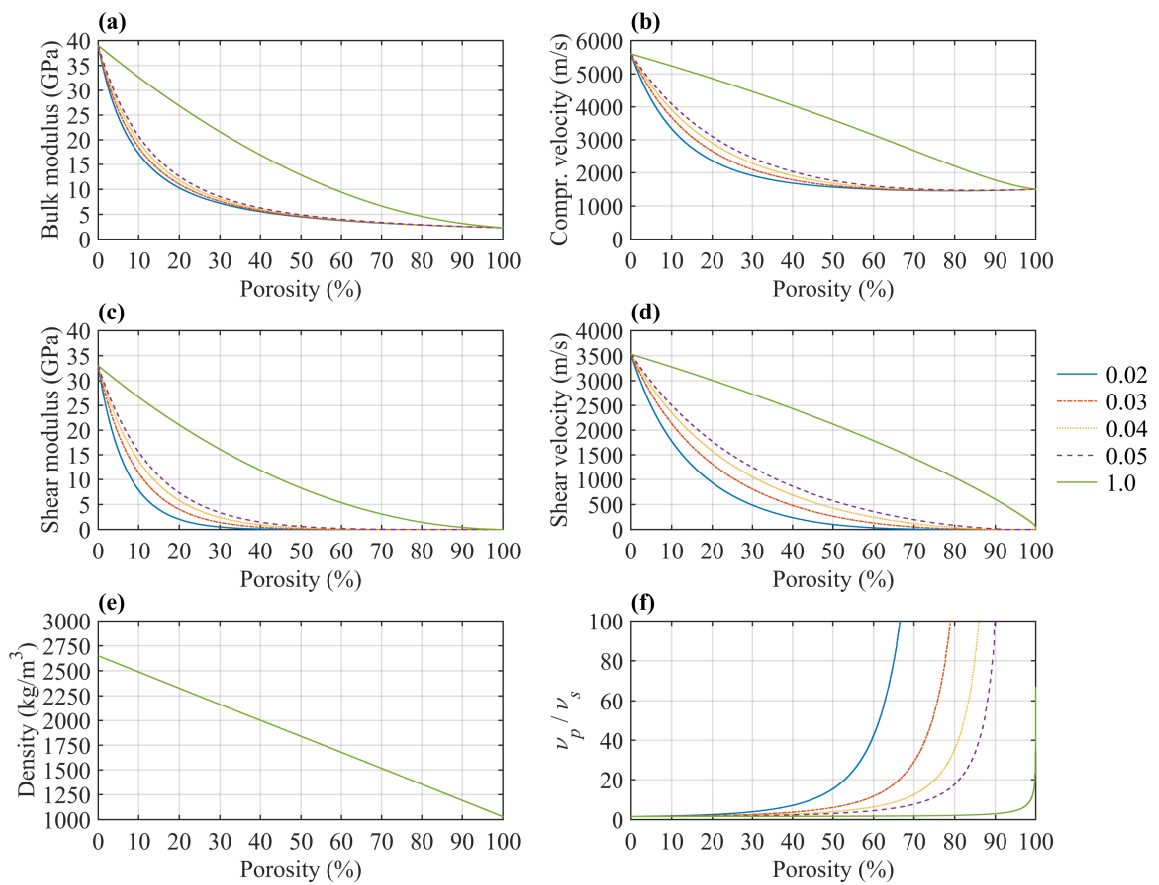 (a)
40
35
30
25
20
15
10
5
0
Bulk modulus (GPa)
0 10 20 30 40 50 60 70 80 90 100
Porosity (%)
(b)
6000
5000
4000
3000
2000
1000
0
Compr. velocity (m/s)
0 10 20 30 40 50 60 70 80 90 100
Porosity (%)
(c)
40
35
30
25
20
15
10
5
0
Shear modulus (GPa)
0 10 20 30 40 50 60 70 80 90 100
Porosity (%)
(d)
4000
3500
3000
2500
2000
1500
1000
500
0
Shear velocity (m/s)
0 10 20 30 40 50 60 70 80 90 100
Porosity (%)
0.02
0.03
0.04
0.05
1.0
(e)
3000
2750
2500
2250
2000
1750
1500
1250
1000
Density (kg/m³)
0 10 20 30 40 50 60 70 80 90 100
Porosity (%)
(f)
100
80
60
40
20
0
ν_p / ν_s
0 10 20 30 40 50 60 70 80 90 100
Porosity (%)